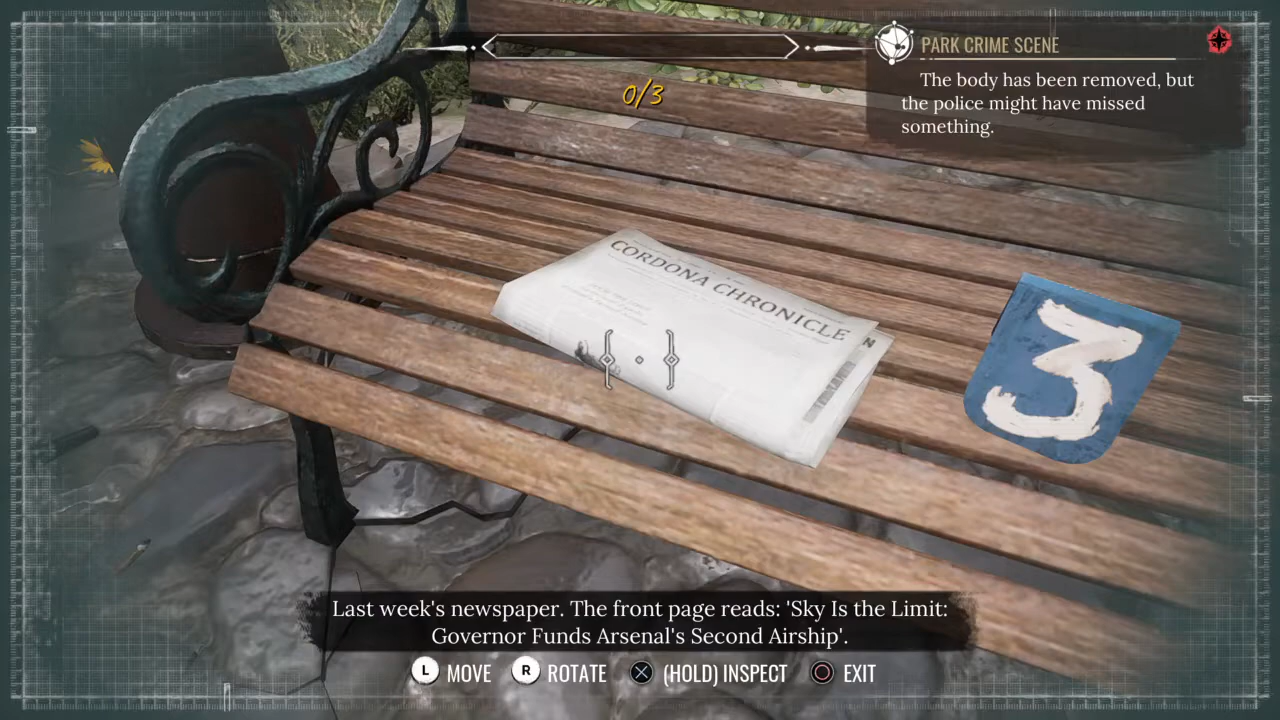 PARK CRIME SCENE
The body has been removed, but
the police might have missed
something.
0/3
CORDONA CHRONICLE
N
3
Last week's newspaper. The front page reads: 'Sky Is the Limit:
Governor Funds Arsenal's Second Airship'.
L MOVE R ROTATE (HOLD) INSPECT EXIT